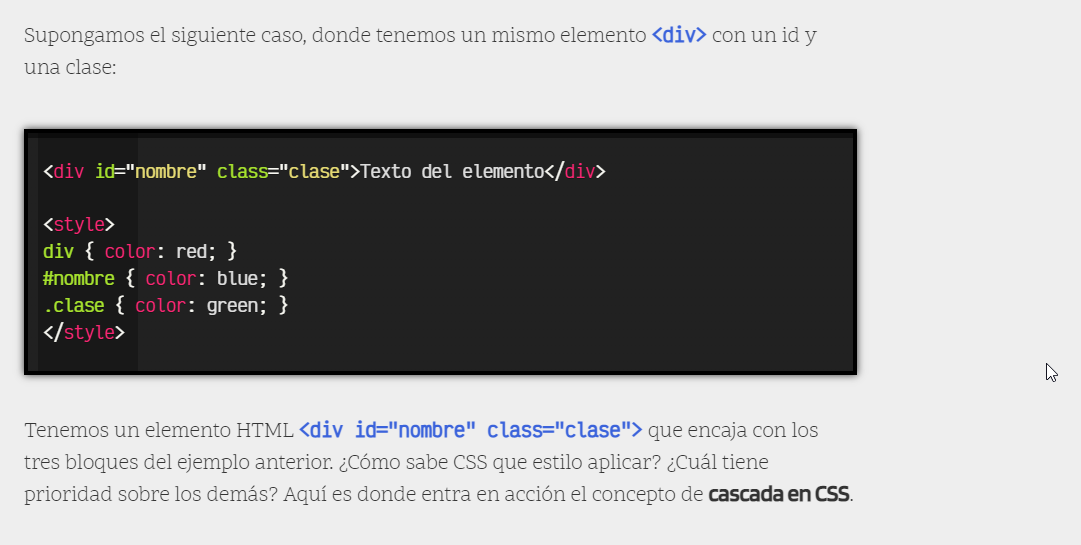 Supongamos el siguiente caso, donde tenemos un mismo elemento <div> con un id y
una clase:
<div id="nombre" class="clase">Texto del elemento</div>
<style>
div { color: red; }
#nombre { color: blue; }
.clase { color: green; }
</style>
Tenemos un elemento HTML <div id="nombre" class="clase"> que encaja con los
tres bloques del ejemplo anterior. ¿Cómo sabe CSS que estilo aplicar? ¿Cuál tiene
prioridad sobre los demás? Aquí es donde entra en acción el concepto de cascada en CSS.